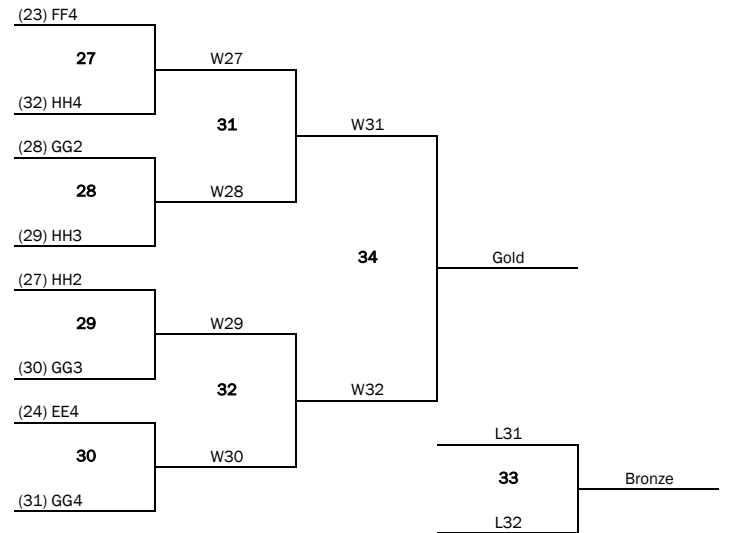 (23) FF4
27
W27
(32) HH4
31
W31
(28) GG2
28
W28
(29) HH3
34
Gold
(27) HH2
29
W29
(30) GG3
32
W32
(24) EE4
30
W30
(31) GG4
L31
33
Bronze
L32